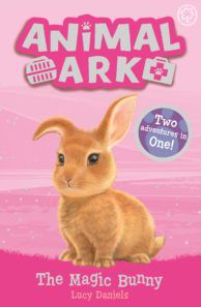 ANIMAL
ARK
Two
adventures in
One!
The Magic Bunny
Lucy Daniels